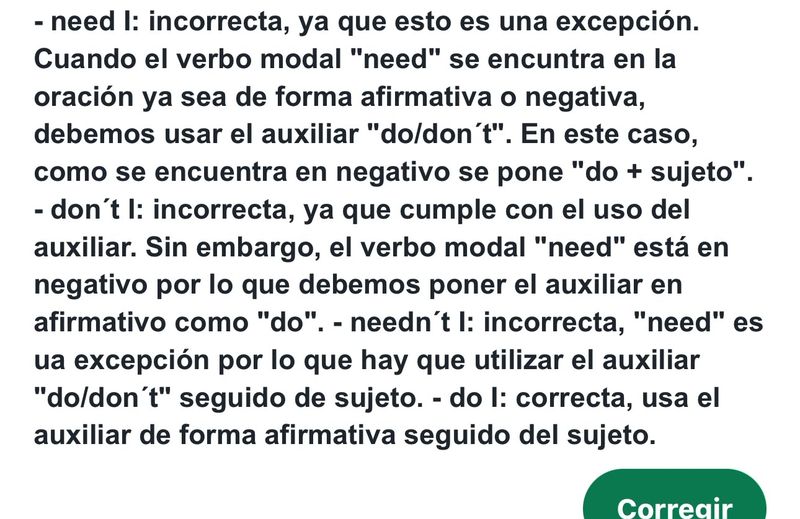 - need I: incorrecta, ya que esto es una excepción.
Cuando el verbo modal "need" se encuntra en la
oración ya sea de forma afirmativa o negativa,
debemos usar el auxiliar "do/don´t". En este caso,
como se encuentra en negativo se pone "do + sujeto".
- don´t I: incorrecta, ya que cumple con el uso del
auxiliar. Sin embargo, el verbo modal "need" está en
negativo por lo que debemos poner el auxiliar en
afirmativo como "do". - needn´t I: incorrecta, "need" es
ua excepción por lo que hay que utilizar el auxiliar
"do/don´t" seguido de sujeto. - do I: correcta, usa el
auxiliar de forma afirmativa seguido del sujeto.
Corregir